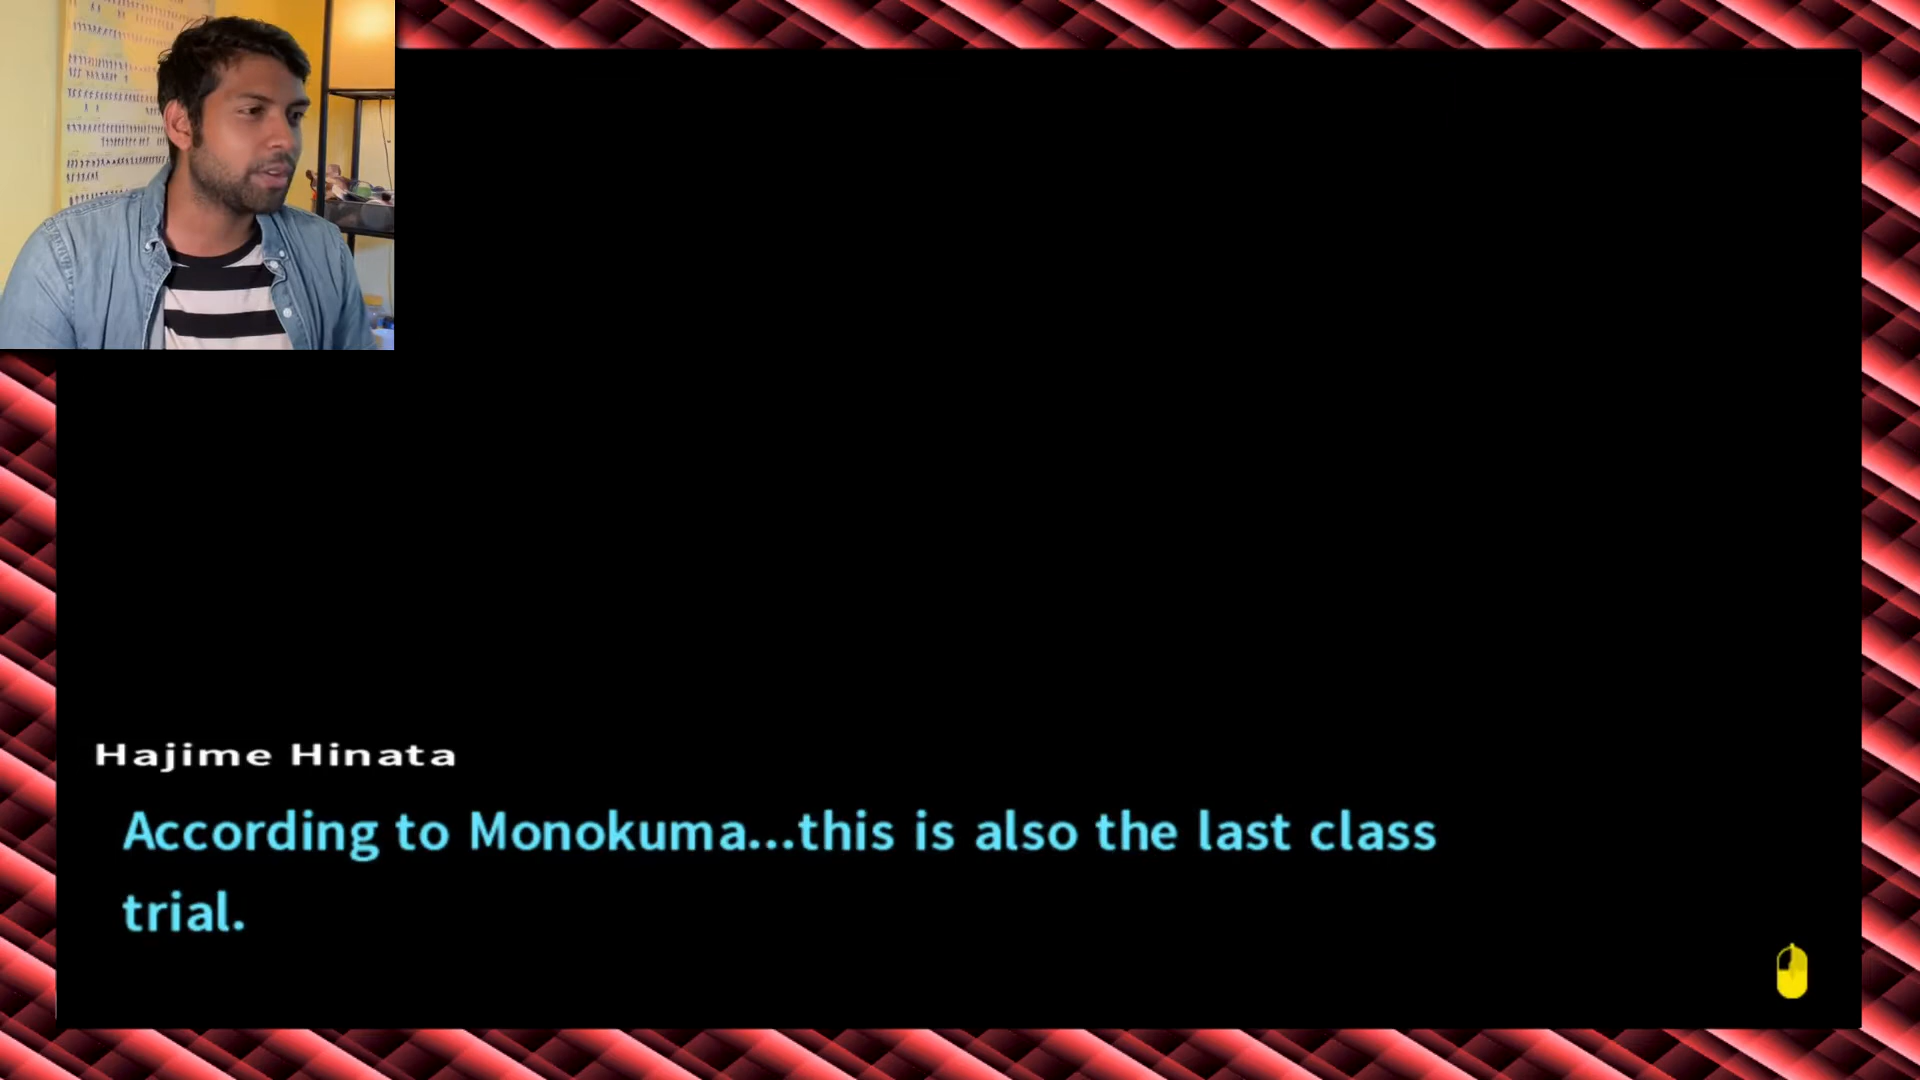 Hajime Hinata
According to Monokuma...this is also the last class
trial.